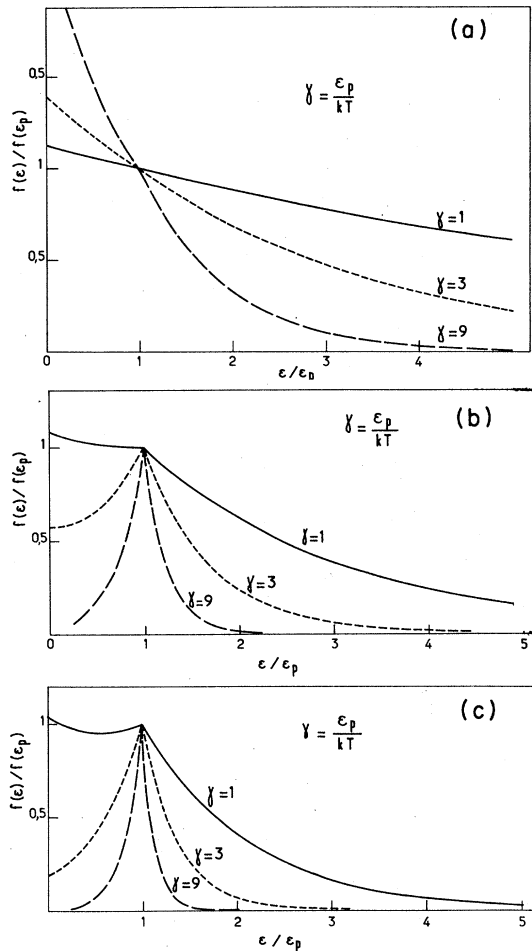 (a)
γ = εp/kT
f(ε)/f(εp)
0,5
1
0,5
γ=1
γ=3
γ=9
0 1 2 3 4
ε/εp
(b)
γ = εp/kT
f(ε)/f(εp)
1
0,5
γ=1
γ=3
γ=9
0 1 2 3 4 5
ε/εp
(c)
γ = εp/kT
f(ε)/f(εp)
1
0,5
γ=1
γ=3
γ=9
0 1 2 3 4 5
ε/εp